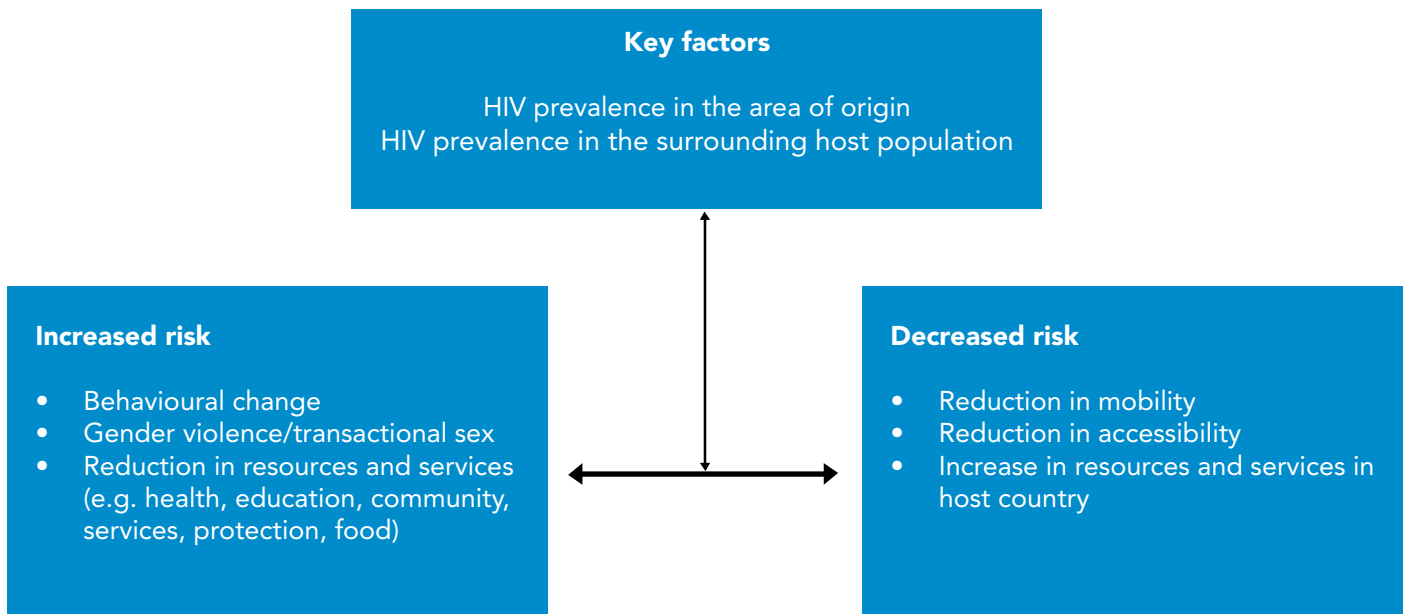 Key factors
HIV prevalence in the area of origin
HIV prevalence in the surrounding host population
Increased risk
• Behavioural change
• Gender violence/transactional sex
• Reduction in resources and services
(e.g. health, education, community,
services, protection, food)
Decreased risk
• Reduction in mobility
• Reduction in accessibility
• Increase in resources and services in
host country